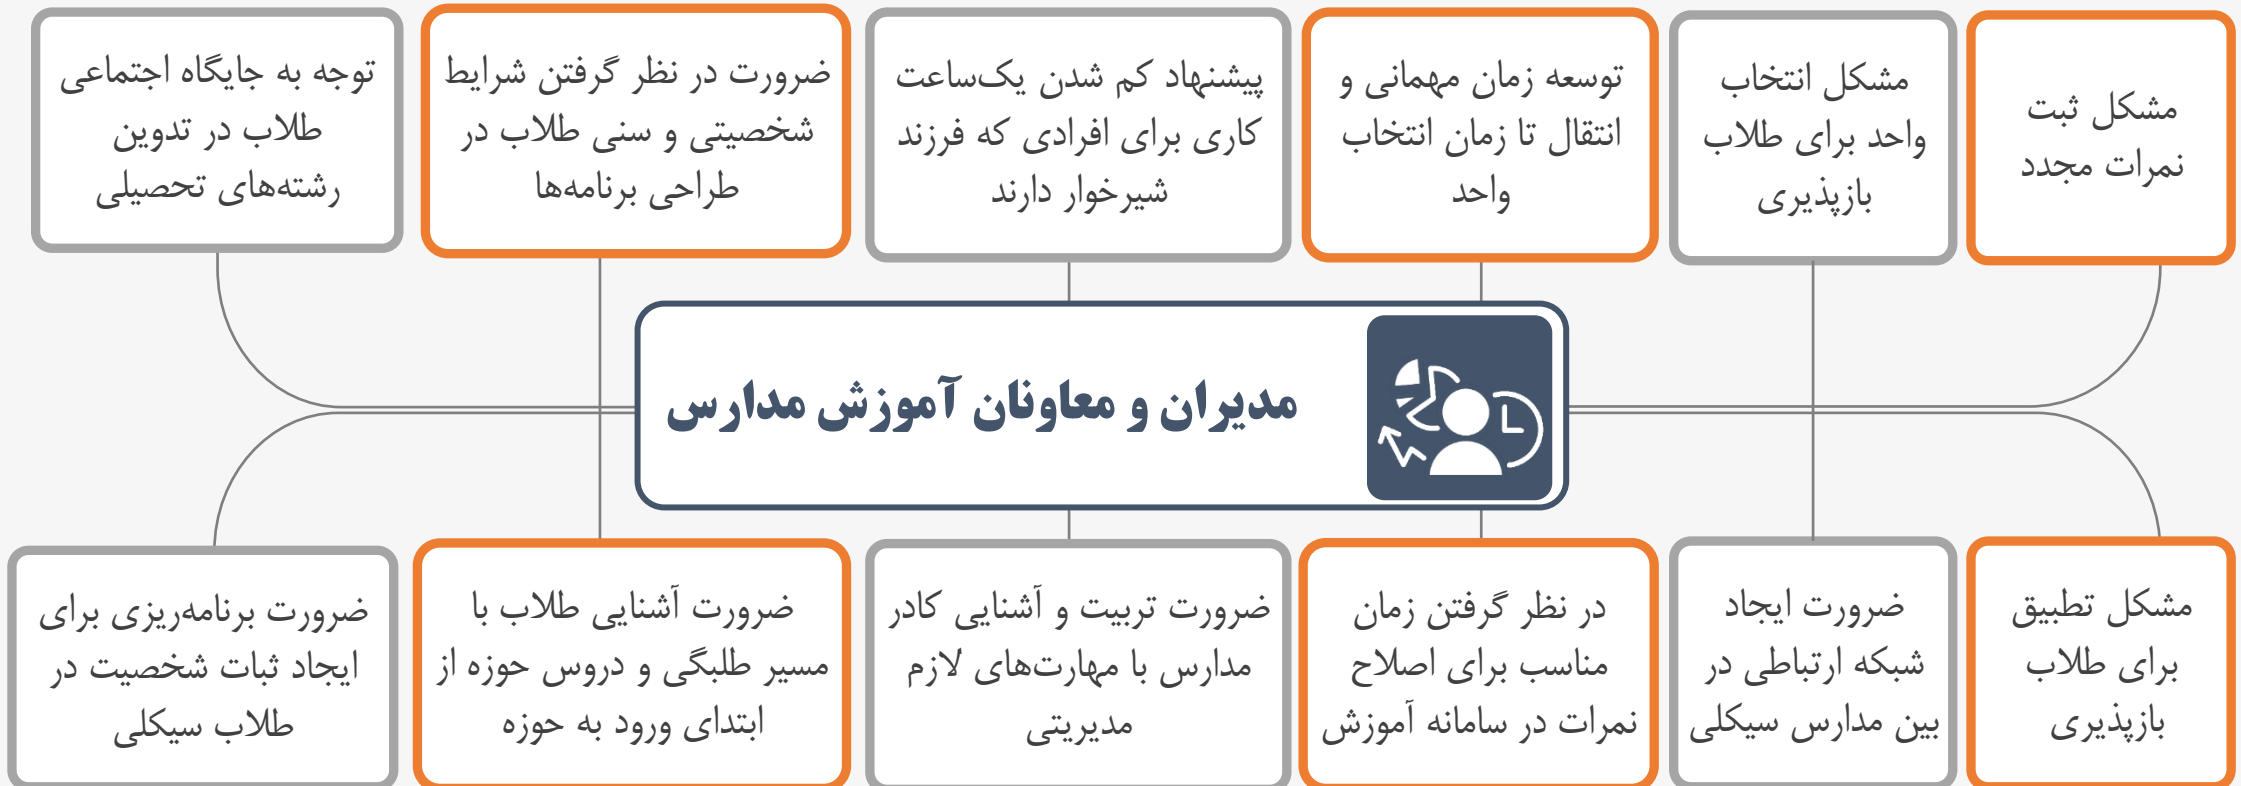 مشکل ثبت
نمرات مجدد
مشکل انتخاب
واحد برای طلاب
بازپذیری
توسعه زمان مهمانی و
انتقال تا زمان انتخاب
واحد
پیشنهاد کم شدن یک‌ساعت
کاری برای افرادی که فرزند
شیرخوار دارند
ضرورت در نظر گرفتن شرایط
شخصیتی و سنی طلاب در
طراحی برنامه‌ها
توجه به جایگاه اجتماعی
طلاب در تدوین
رشته‌های تحصیلی
مدیران و معاونان آموزش مدارس
مشکل تطبیق
برای طلاب
بازپذیری
ضرورت ایجاد
شبکه ارتباطی در
بین مدارس سیکلی
در نظر گرفتن زمان
مناسب برای اصلاح
نمرات در سامانه آموزش
ضرورت تربیت و آشنایی کادر
مدارس با مهارت‌های لازم
مدیریتی
ضرورت آشنایی طلاب با
مسیر طلبگی و دروس حوزه از
ابتدای ورود به حوزه
ضرورت برنامه‌ریزی برای
ایجاد ثبات شخصیت در
طلاب سیکلی